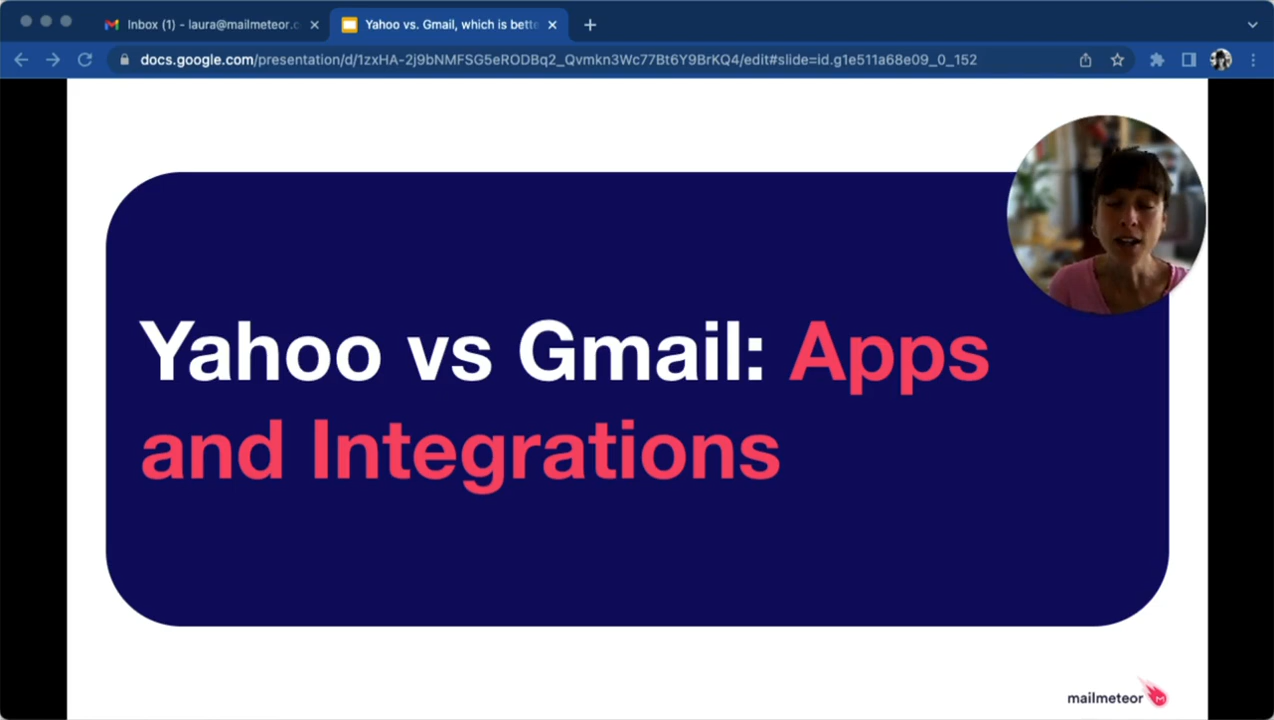 Inbox (1) - laura@mailmeteor.c
Yahoo vs. Gmail, which is bette
docs.google.com/presentation/d/1zxHA-2j9bNMFSG5eRODBq2_Qvmkn3Wc77Bt6Y9BrKQ4/edit#slide=id.g1e511a68e09_0_152
Yahoo vs Gmail: Apps
and Integrations
mailmeteor